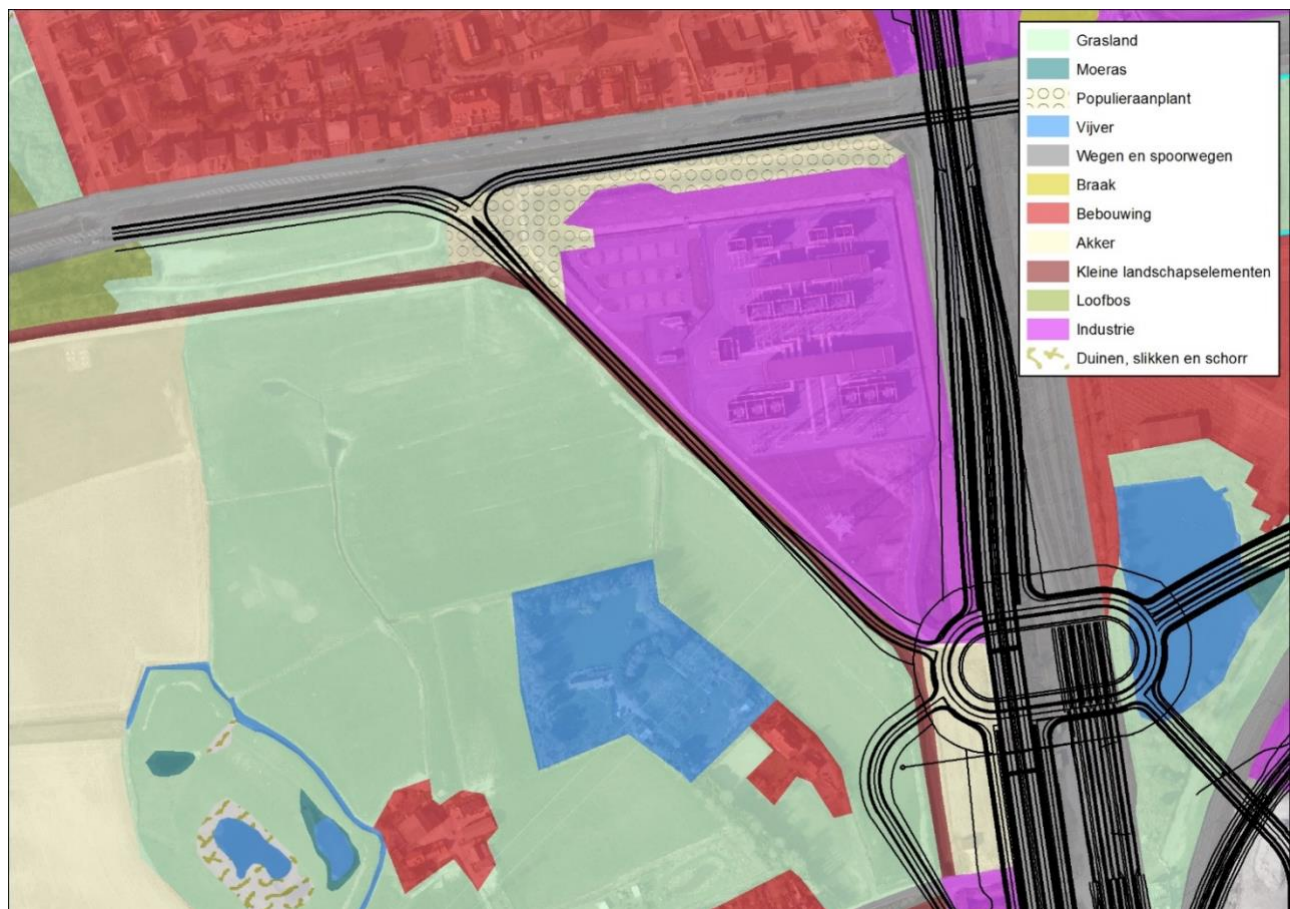 Grasland
Moeras
Populieraanplant
Vijver
Wegen en spoorwegen
Braak
Bebouwing
Akker
Kleine landschapselementen
Loofbos
Industrie
Duinen, slikken en schorr